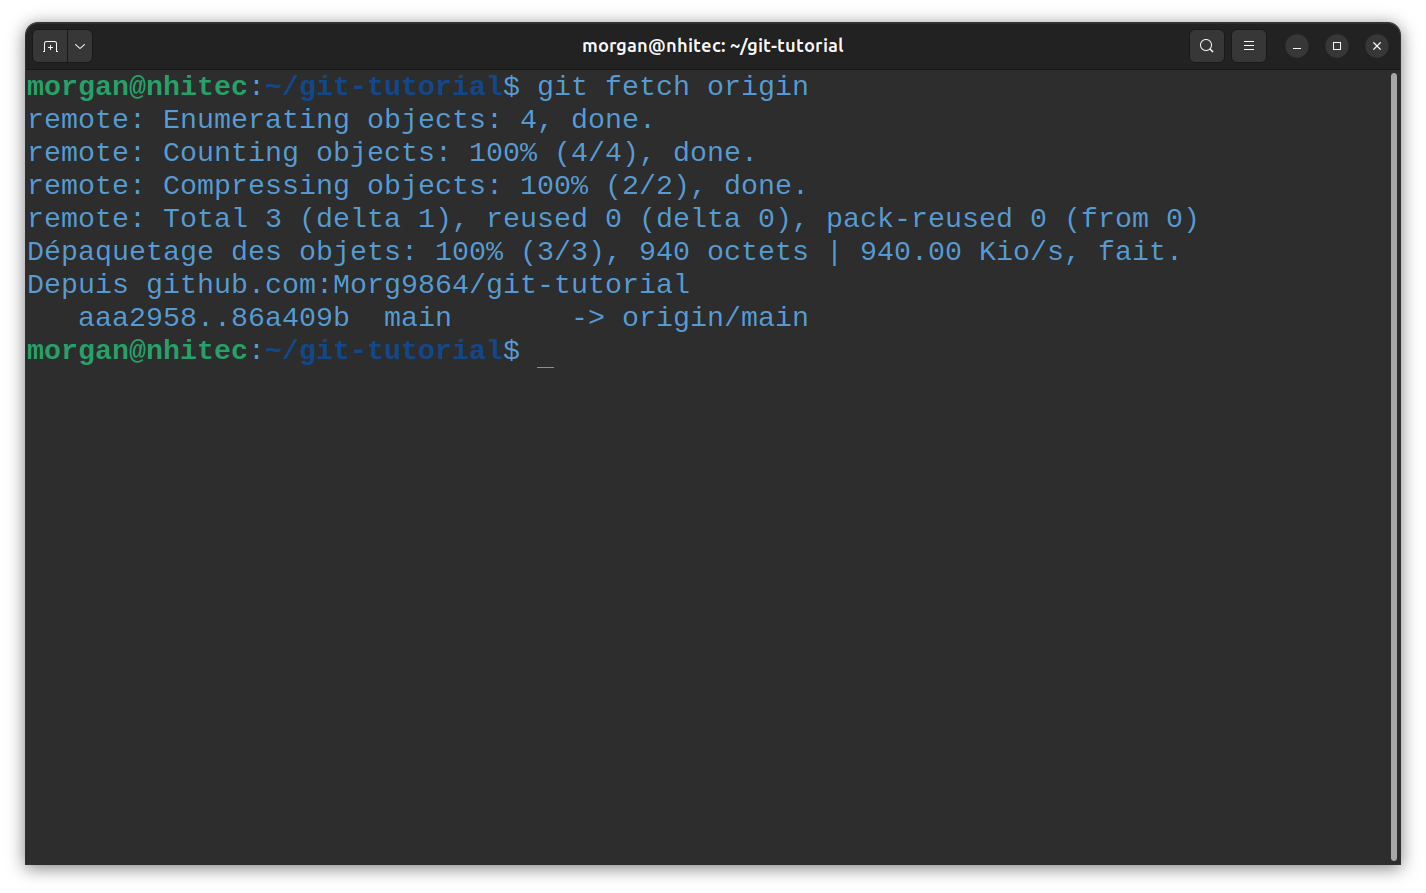 morgan@nhitec: ~/git-tutorial
morgan@nhitec:~/git-tutorial$ git fetch origin
remote: Enumerating objects: 4, done.
remote: Counting objects: 100% (4/4), done.
remote: Compressing objects: 100% (2/2), done.
remote: Total 3 (delta 1), reused 0 (delta 0), pack-reused 0 (from 0)
Dépaquetage des objets: 100% (3/3), 940 octets | 940.00 Kio/s, fait.
Depuis github.com:Morg9864/git-tutorial
   aaa2958..86a409b  main       -> origin/main
morgan@nhitec:~/git-tutorial$ _